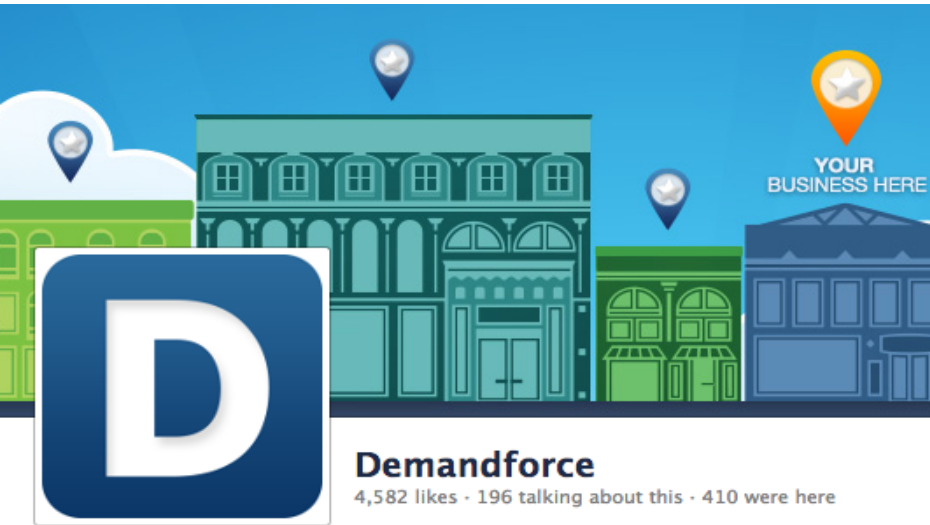 YOUR
BUSINESS HERE
D
Demandforce
4,582 likes · 196 talking about this · 410 were here